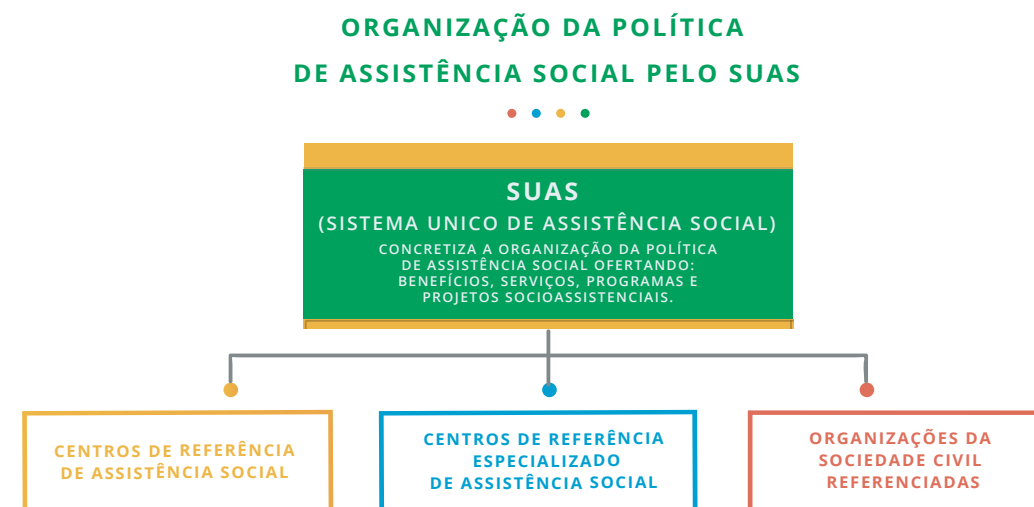 ORGANIZAÇÃO DA POLÍTICA
DE ASSISTÊNCIA SOCIAL PELO SUAS
SUAS
(SISTEMA UNICO DE ASSISTÊNCIA SOCIAL)
CONCRETIZA A ORGANIZAÇÃO DA POLÍTICA
DE ASSISTÊNCIA SOCIAL OFERTANDO:
BENEFÍCIOS, SERVIÇOS, PROGRAMAS E
PROJETOS SOCIOASSISTENCIAIS.
CENTROS DE REFERÊNCIA
DE ASSISTÊNCIA SOCIAL
CENTROS DE REFERÊNCIA
ESPECIALIZADO
DE ASSISTÊNCIA SOCIAL
ORGANIZAÇÕES DA
SOCIEDADE CIVIL
REFERENCIADAS